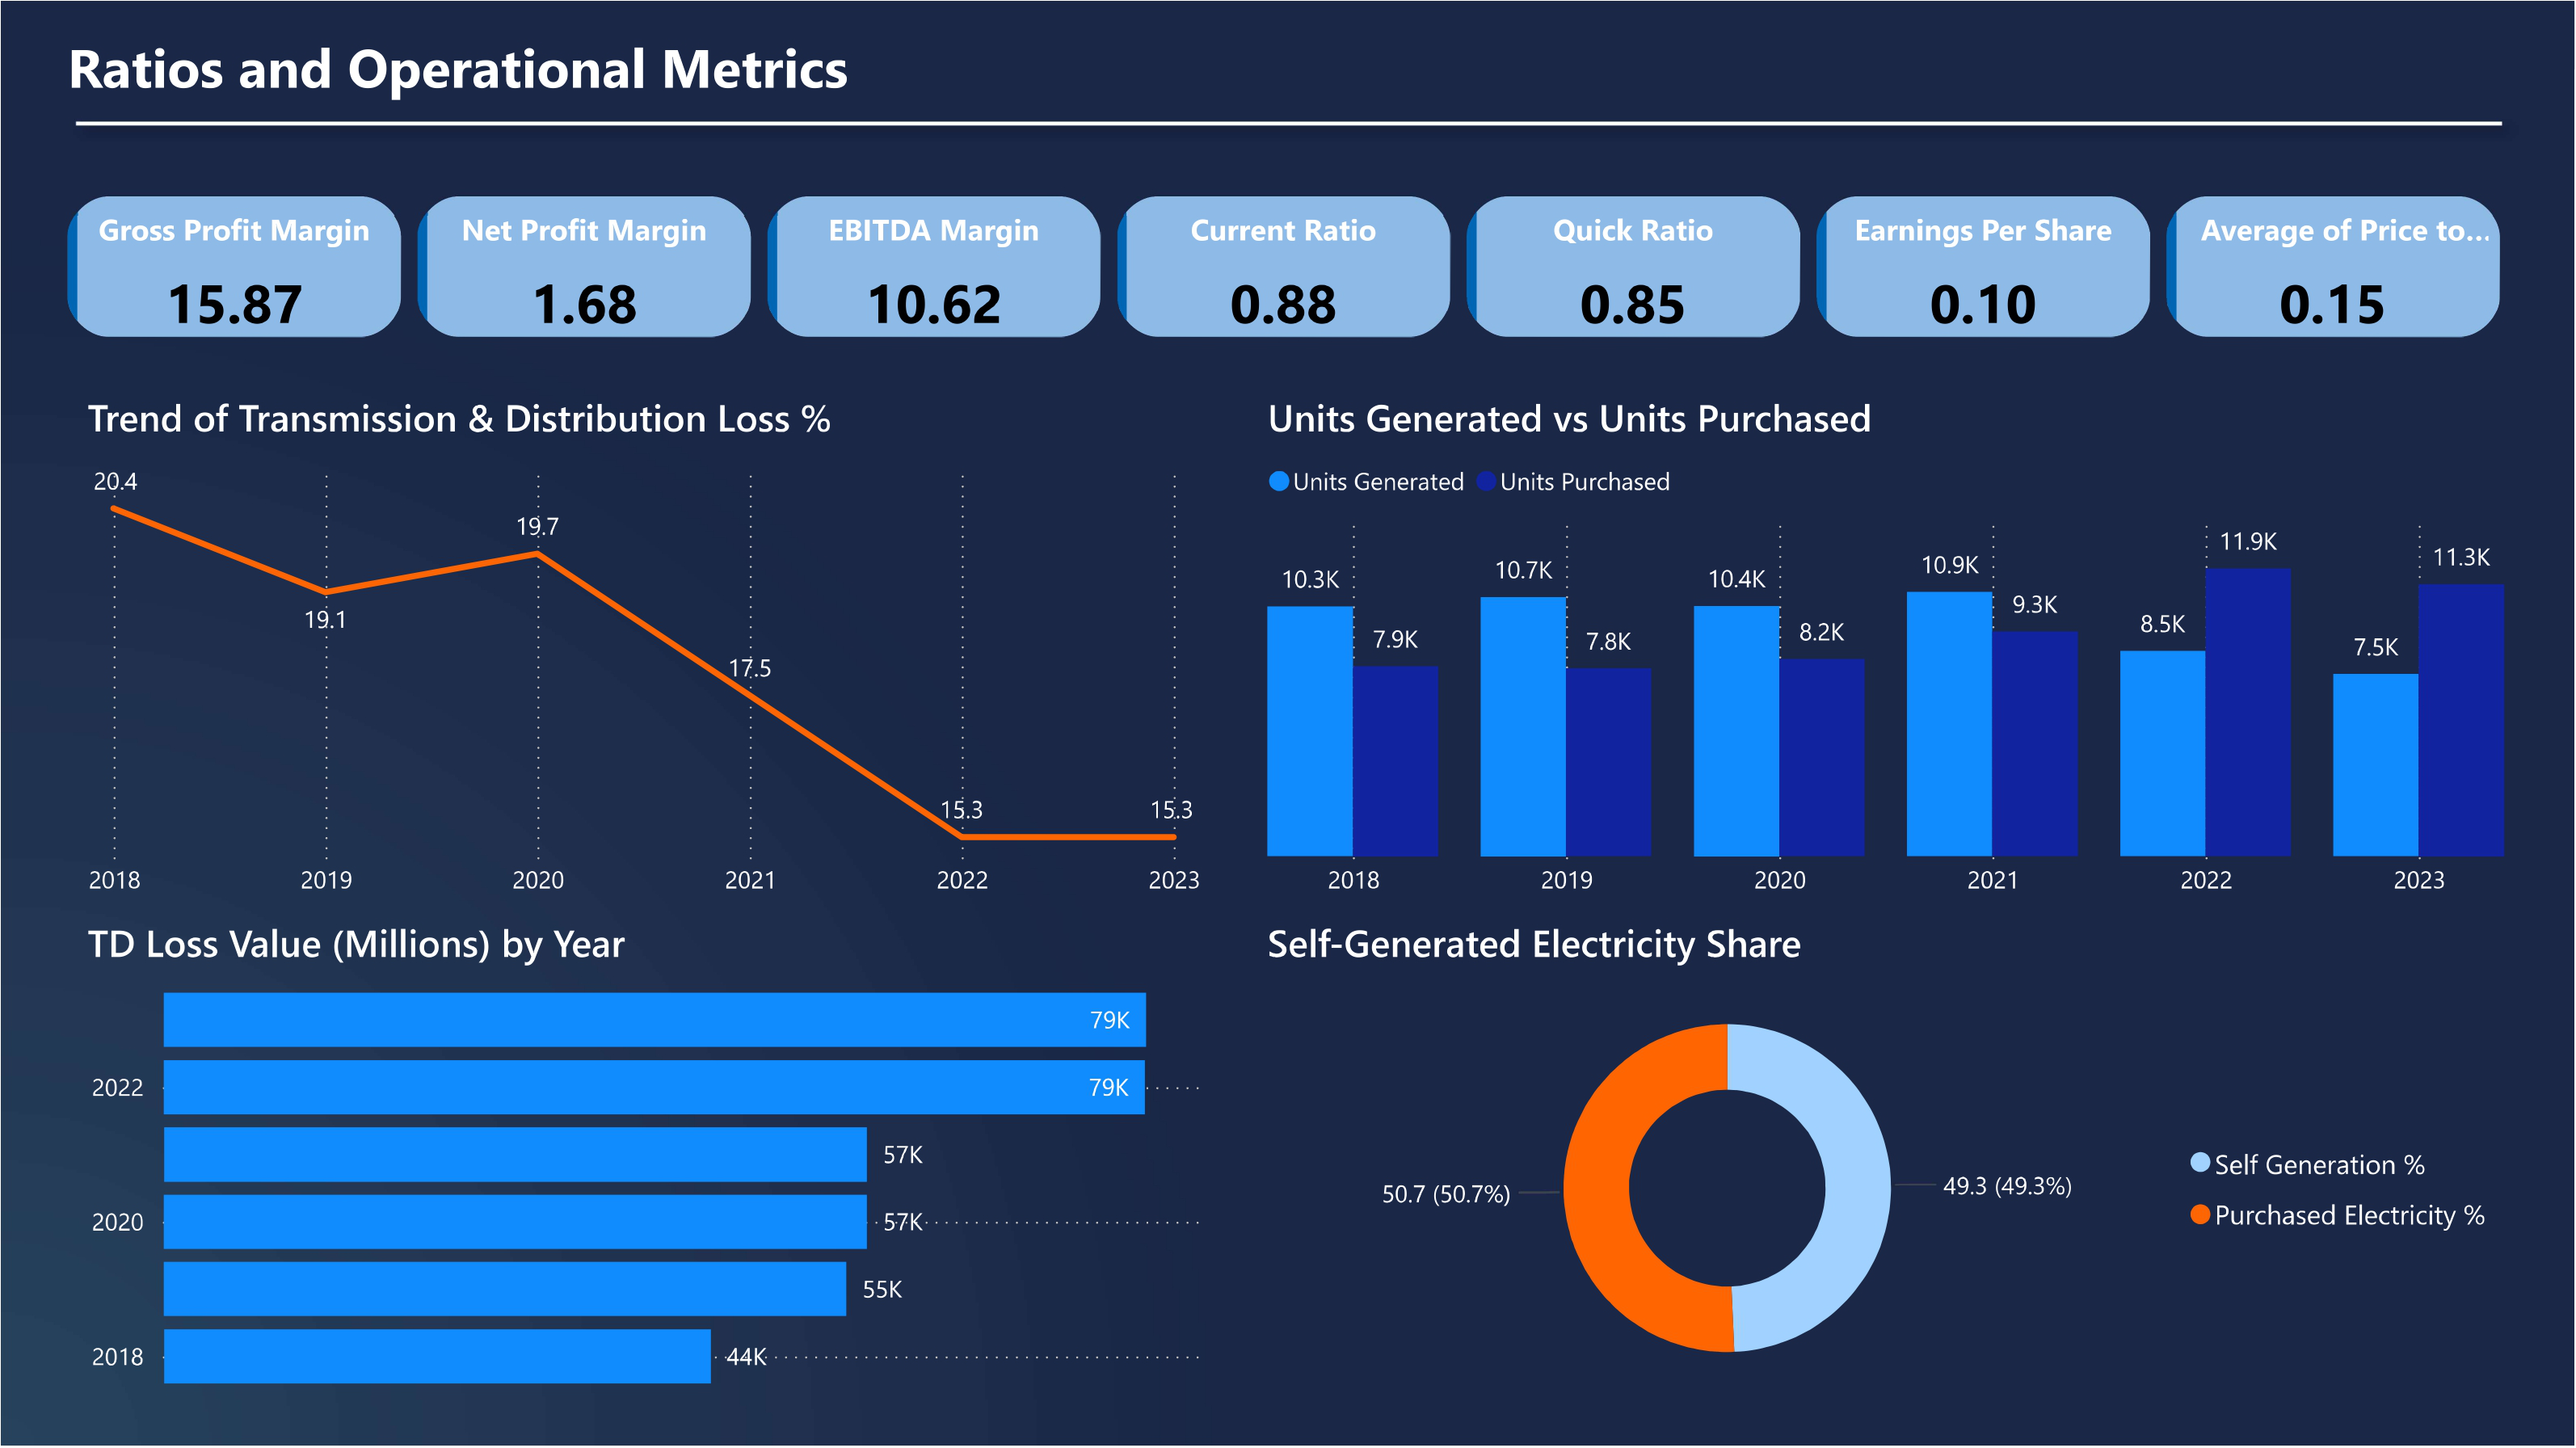 Ratios and Operational Metrics
Gross Profit Margin
15.87
Net Profit Margin
1.68
EBITDA Margin
10.62
Current Ratio
0.88
Quick Ratio
0.85
Earnings Per Share
0.10
Average of Price to...
0.15
Trend of Transmission & Distribution Loss %
20.4
19.1
19.7
17.5
15.3
15.3
2018
2019
2020
2021
2022
2023
Units Generated vs Units Purchased
Units Generated
Units Purchased
10.3K
7.9K
10.7K
7.8K
10.4K
8.2K
10.9K
9.3K
8.5K
11.9K
7.5K
11.3K
2018
2019
2020
2021
2022
2023
TD Loss Value (Millions) by Year
79K
2022
79K
57K
2020
57K
55K
2018
44K
Self-Generated Electricity Share
50.7 (50.7%)
49.3 (49.3%)
Self Generation %
Purchased Electricity %